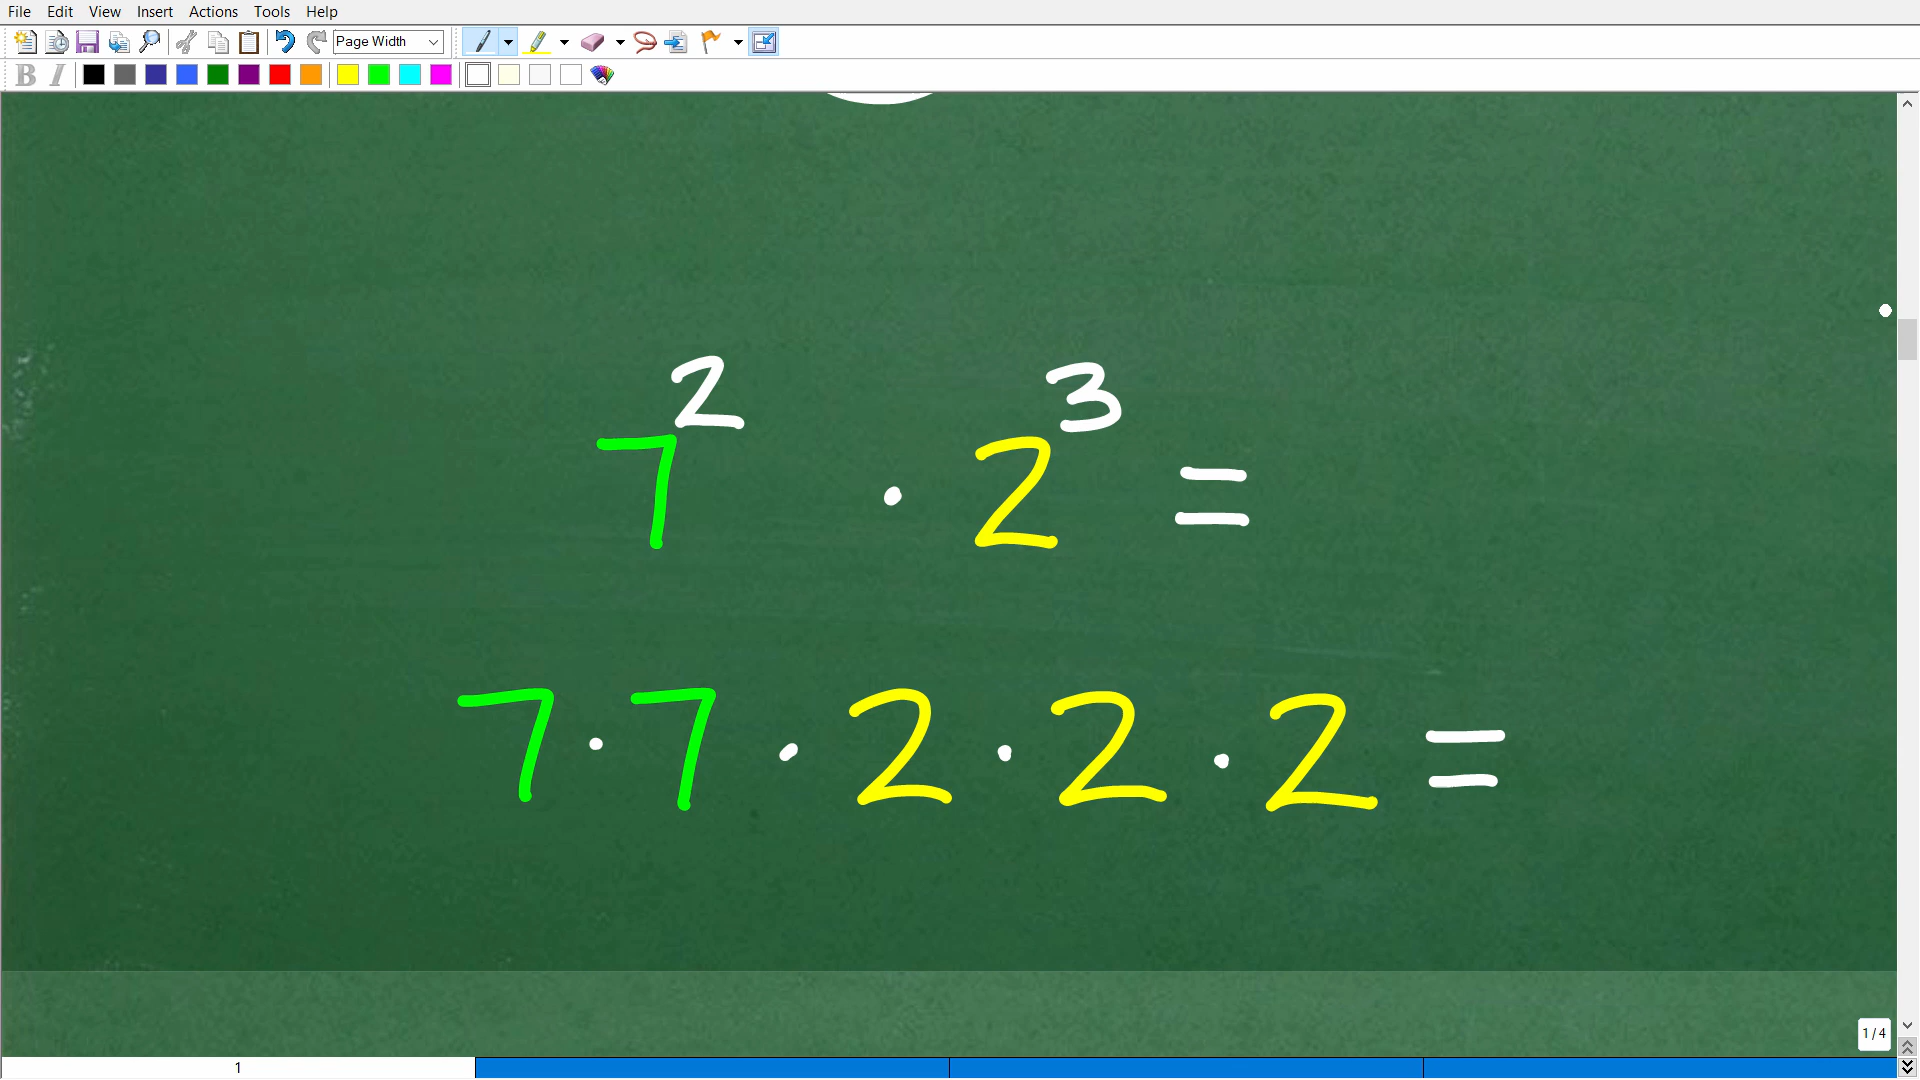 File Edit View Insert Actions Tools Help
Page Width
B I
7² · 2³ =
7 · 7 · 2 · 2 · 2 =
1 / 4
1